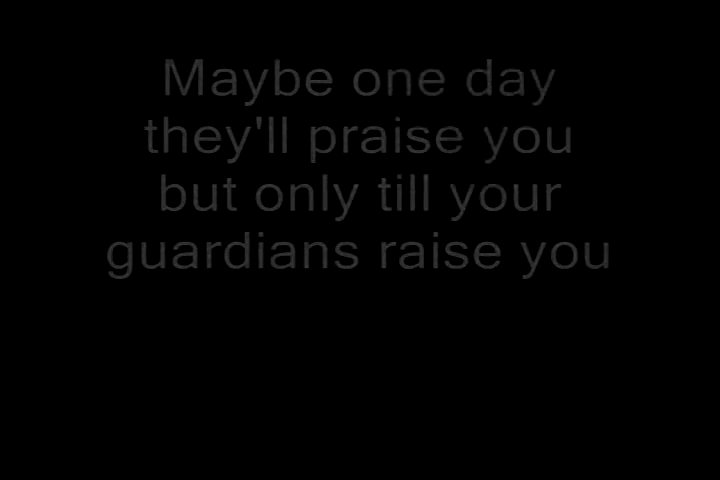 Maybe one day
they'll praise you
but only till your
guardians raise you